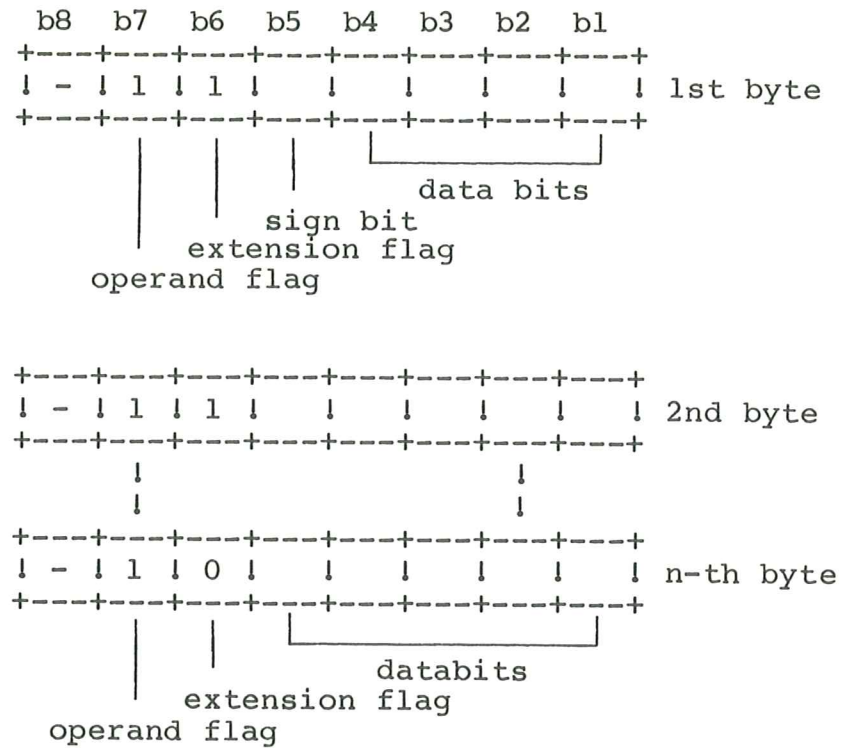 b8 b7 b6 b5 b4 b3 b2 b1
+---+---+---+---+---+---+---+---+
! - ! 1 ! 1 ! ! ! ! ! ! 1st byte
+---+---+---+---+---+---+---+---+
data bits
sign bit
extension flag
operand flag
+---+---+---+---+---+---+---+---+
! - ! 1 ! 1 ! ! ! ! ! ! 2nd byte
+---+---+---+---+---+---+---+---+
! !
! !
+---+---+---+---+---+---+---+---+
! - ! 1 ! 0 ! ! ! ! ! ! n-th byte
+---+---+---+---+---+---+---+---+
databits
extension flag
operand flag